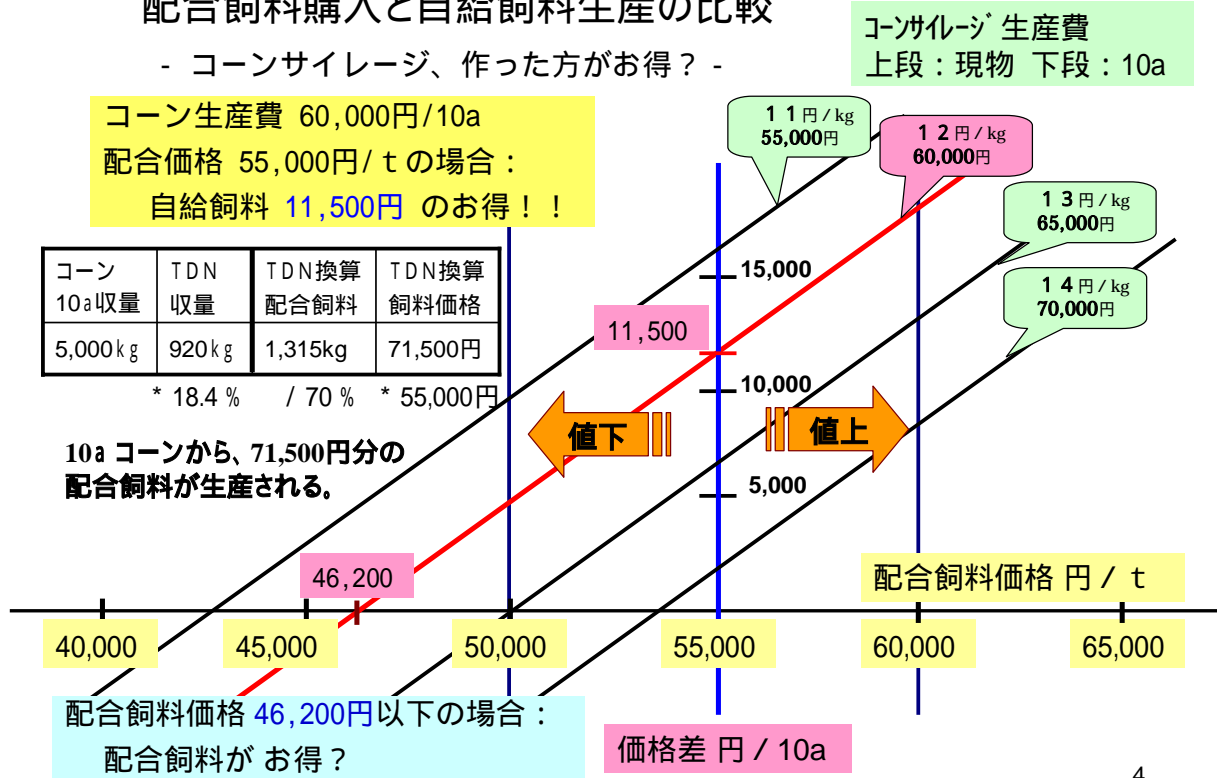 配合飼料購入と自給飼料生産の比較
- コーンサイレージ、作った方がお得？ -
コーンサイレージ 生産費
上段：現物 下段：10a
コーン生産費 60,000円/10a
配合価格 55,000円/ｔの場合：
自給飼料 11,500円 のお得！！
１１円/kg
55,000円
１２円/kg
60,000円
１３円/kg
65,000円
１４円/kg
70,000円
コーン TDN TDN換算 TDN換算
10a収量 収量 配合飼料 飼料価格
5,000kg 920kg 1,315kg 71,500円
* 18.4 % / 70 % * 55,000円
10a コーンから、71,500円分の
配合飼料が生産される。
15,000
11,500
10,000
値下
値上
5,000
46,200
配合飼料価格 円/ｔ
40,000 45,000 50,000 55,000 60,000 65,000
配合飼料価格 46,200円以下の場合：
配合飼料が お得？
価格差 円/10a
4